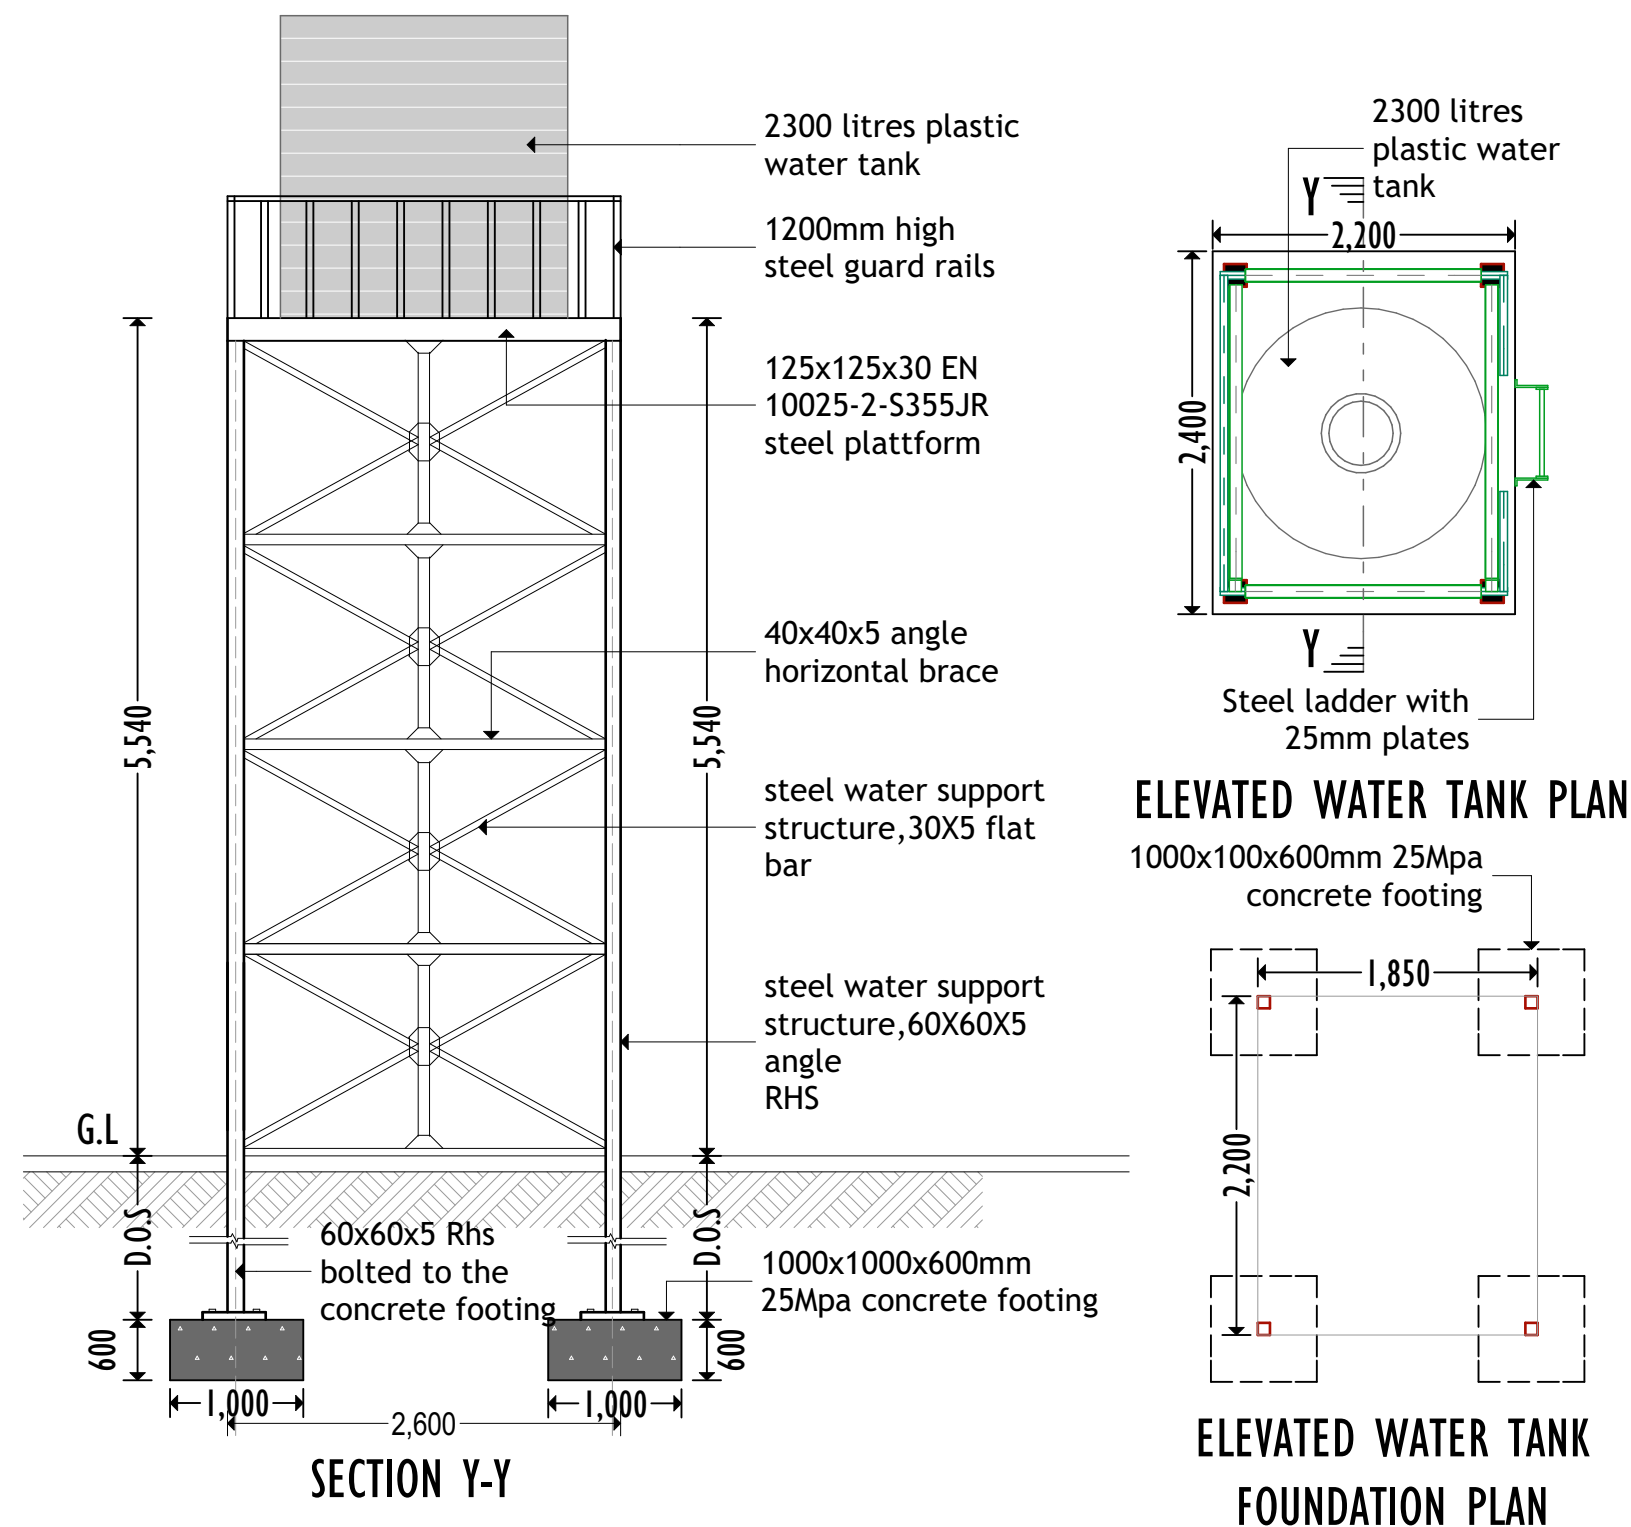 2300 litres plastic
water tank
1200mm high
steel guard rails
125x125x30 EN
10025-2-S355JR
steel plattform
40x40x5 angle
horizontal brace
steel water support
structure,30X5 flat
bar
steel water support
structure,60X60X5
angle
RHS
5,540
5,540
G.L
D.O.S
D.O.S
60x60x5 Rhs
bolted to the
concrete footing
1000x1000x600mm
25Mpa concrete footing
600
600
1,000
1,000
2,600
SECTION Y-Y
2300 litres
plastic water
tank
Y
2,200
2,400
Y
Steel ladder with
25mm plates
ELEVATED WATER TANK PLAN
1000x100x600mm 25Mpa
concrete footing
1,850
2,200
ELEVATED WATER TANK
FOUNDATION PLAN